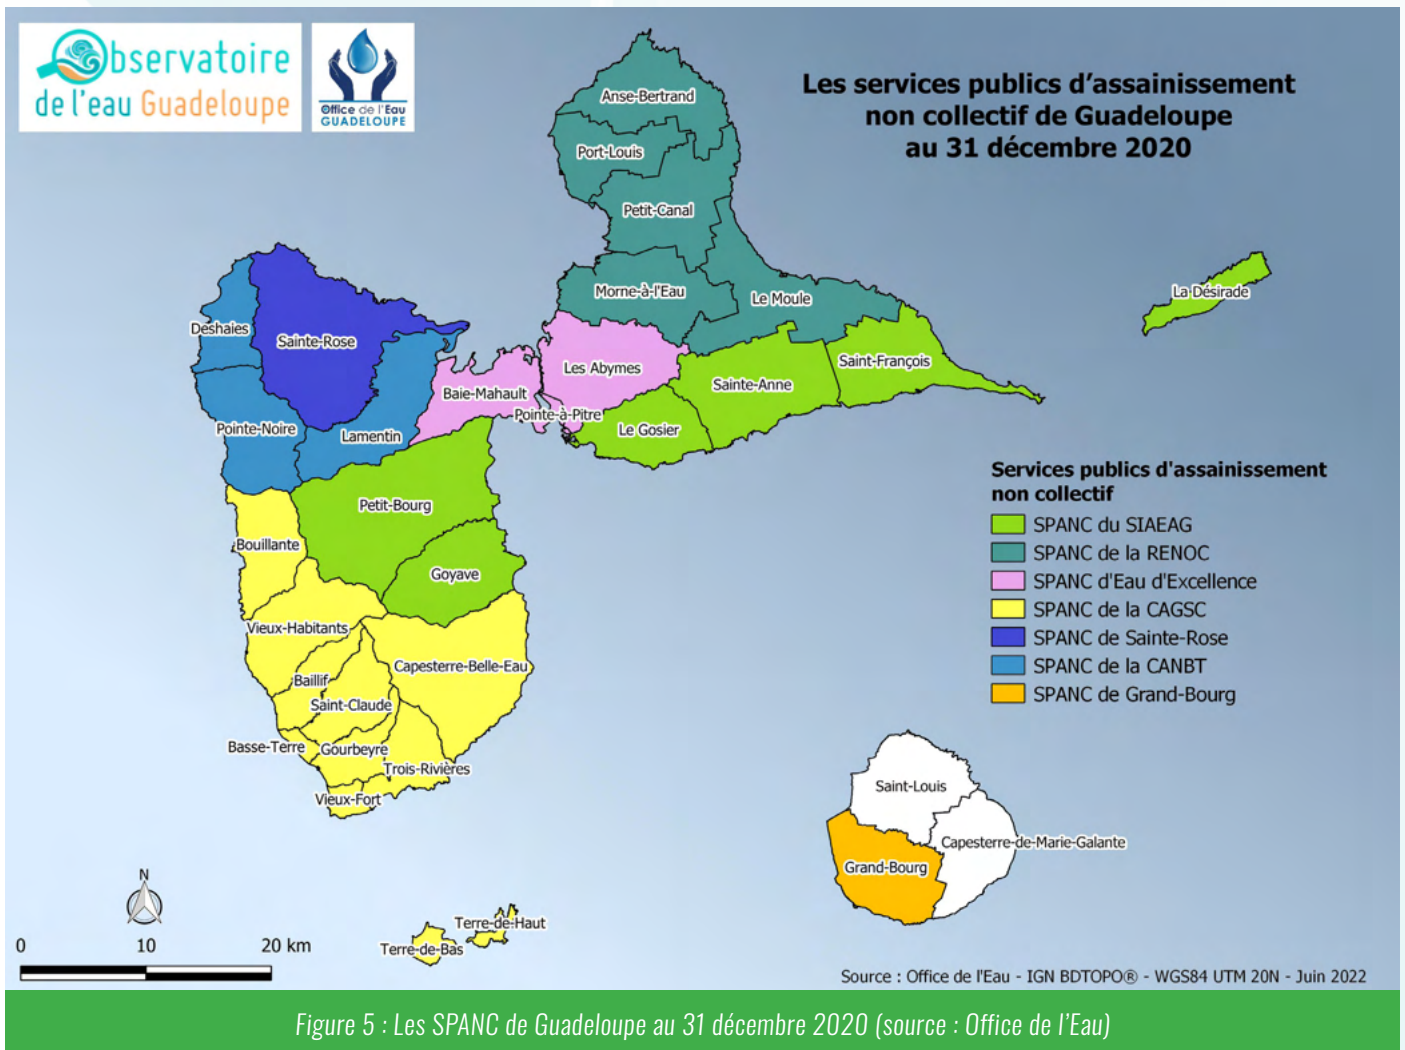 Observatoire
de l'eau Guadeloupe
Office de l'Eau
GUADELOUPE
Les services publics d'assainissement
non collectif de Guadeloupe
au 31 décembre 2020
Anse-Bertrand
Port-Louis
Petit-Canal
Morne-à-l'Eau
Le Moule
La Désirade
Deshaies
Sainte-Rose
Les Abymes
Saint-François
Sainte-Anne
Baie-Mahault
Pointe-à-Pitre
Pointe-Noire
Lamentin
Le Gosier
Petit-Bourg
Bouillante
Goyave
Vieux-Habitants
Capesterre-Belle-Eau
Baillif
Saint-Claude
Basse-Terre
Gourbeyre
Trois-Rivières
Vieux-Fort
Services publics d'assainissement
non collectif
SPANC du SIAEAG
SPANC de la RENOC
SPANC d'Eau d'Excellence
SPANC de la CAGSC
SPANC de Sainte-Rose
SPANC de la CANBT
SPANC de Grand-Bourg
Saint-Louis
Capesterre-de-Marie-Galante
Grand-Bourg
Terre-de-Haut
Terre-de-Bas
N
0 10 20 km
Source : Office de l'Eau - IGN BDTOPO® - WGS84 UTM 20N - Juin 2022
Figure 5 : Les SPANC de Guadeloupe au 31 décembre 2020 (source : Office de l'Eau)